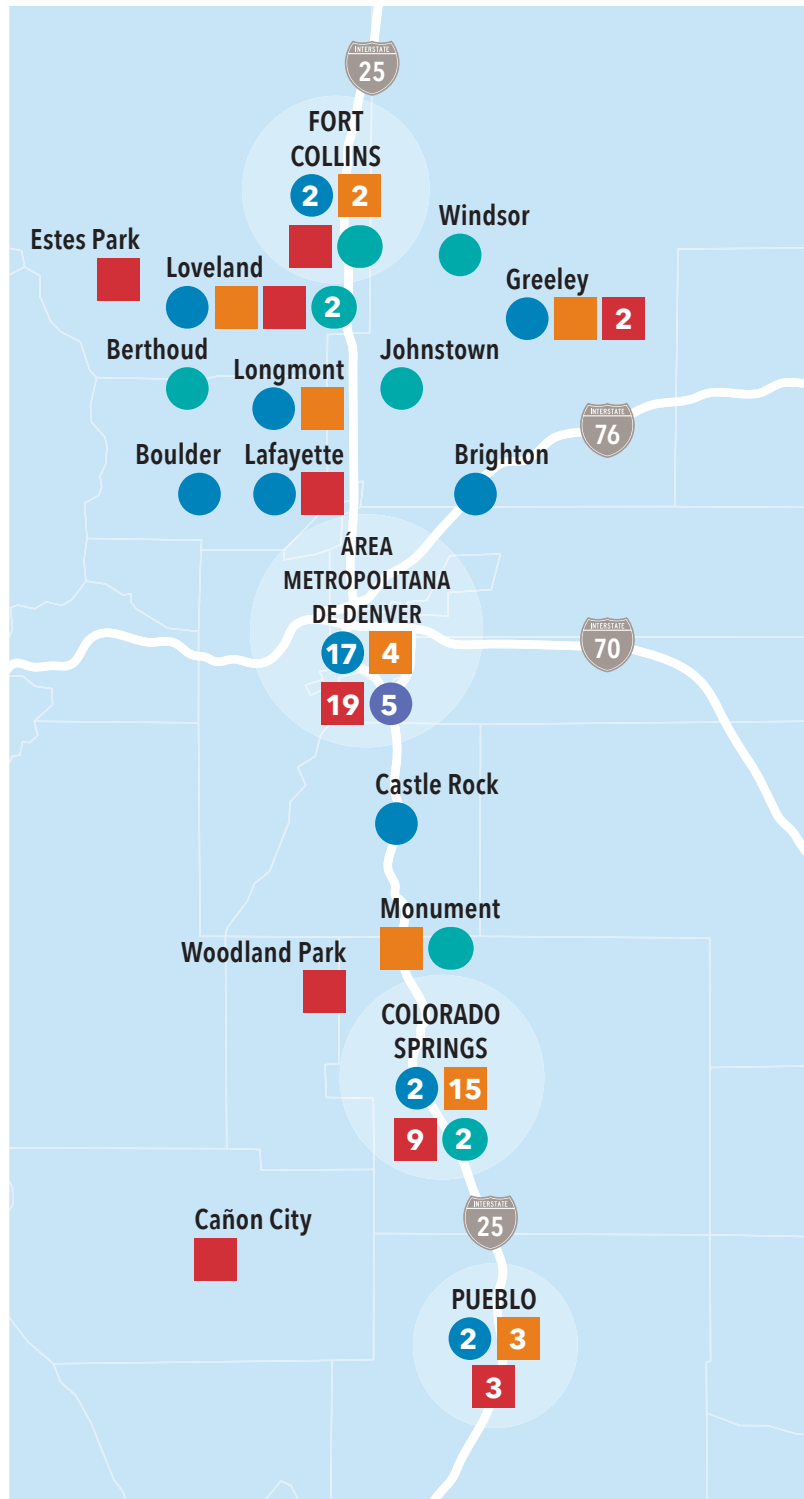 INTERSTATE
25
FORT
COLLINS
2 2
Windsor
Estes Park
Loveland
2
Greeley
2
Berthoud
Johnstown
Longmont
INTERSTATE
76
Boulder
Lafayette
Brighton
ÁREA
METROPOLITANA
DE DENVER
17 4
19 5
INTERSTATE
70
Castle Rock
Monument
Woodland Park
COLORADO
SPRINGS
2 15
9 2
Cañon City
INTERSTATE
25
PUEBLO
2 3
3